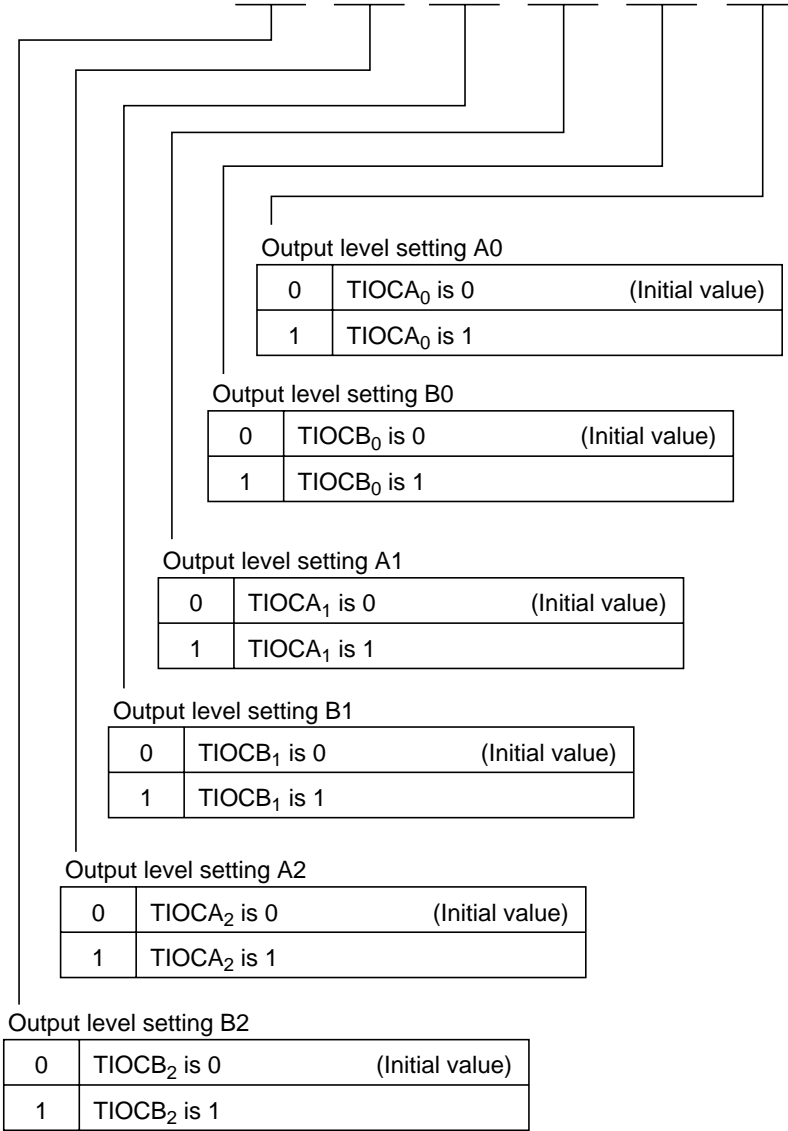 Output level setting A0
0 TIOCA₀ is 0 (Initial value)
1 TIOCA₀ is 1
Output level setting B0
0 TIOCB₀ is 0 (Initial value)
1 TIOCB₀ is 1
Output level setting A1
0 TIOCA₁ is 0 (Initial value)
1 TIOCA₁ is 1
Output level setting B1
0 TIOCB₁ is 0 (Initial value)
1 TIOCB₁ is 1
Output level setting A2
0 TIOCA₂ is 0 (Initial value)
1 TIOCA₂ is 1
Output level setting B2
0 TIOCB₂ is 0 (Initial value)
1 TIOCB₂ is 1